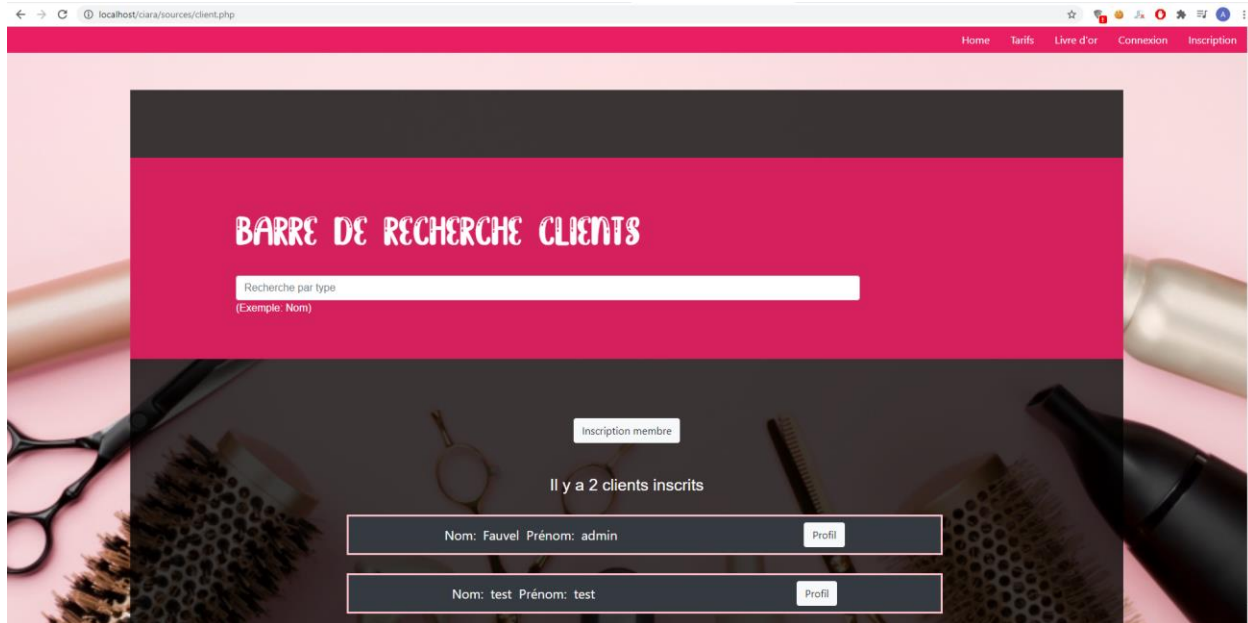 localhost/ciara/sources/client.php
Home Tarifs Livre d'or Connexion Inscription
BARRE DE RECHERCHE CLIENTS
Recherche par type
(Exemple: Nom)
Inscription membre
Il y a 2 clients inscrits
Nom: Fauvel Prénom: admin Profil
Nom: test Prénom: test Profil